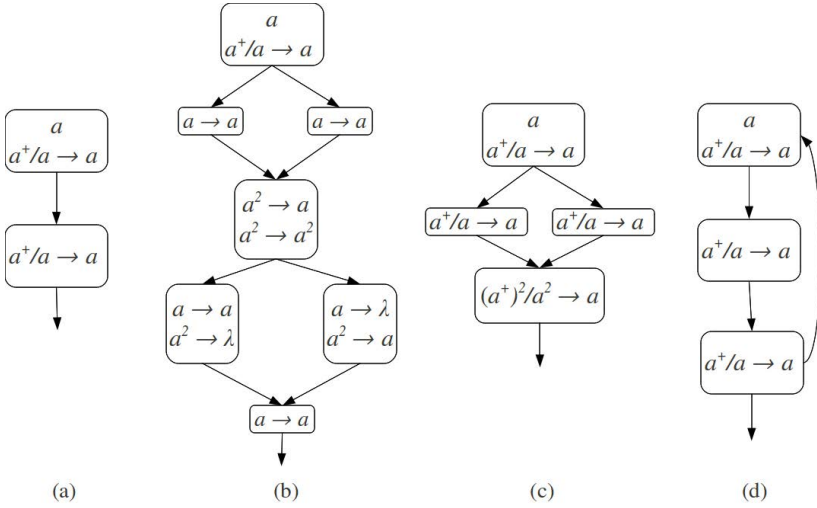 a
a⁺/a → a
a⁺/a → a
(a)
a
a⁺/a → a
a → a
a → a
a² → a
a² → a²
a → a
a² → λ
a → λ
a² → a
a → a
(b)
a
a⁺/a → a
a⁺/a → a
a⁺/a → a
(a⁺)²/a² → a
(c)
a
a⁺/a → a
a⁺/a → a
a⁺/a → a
(d)